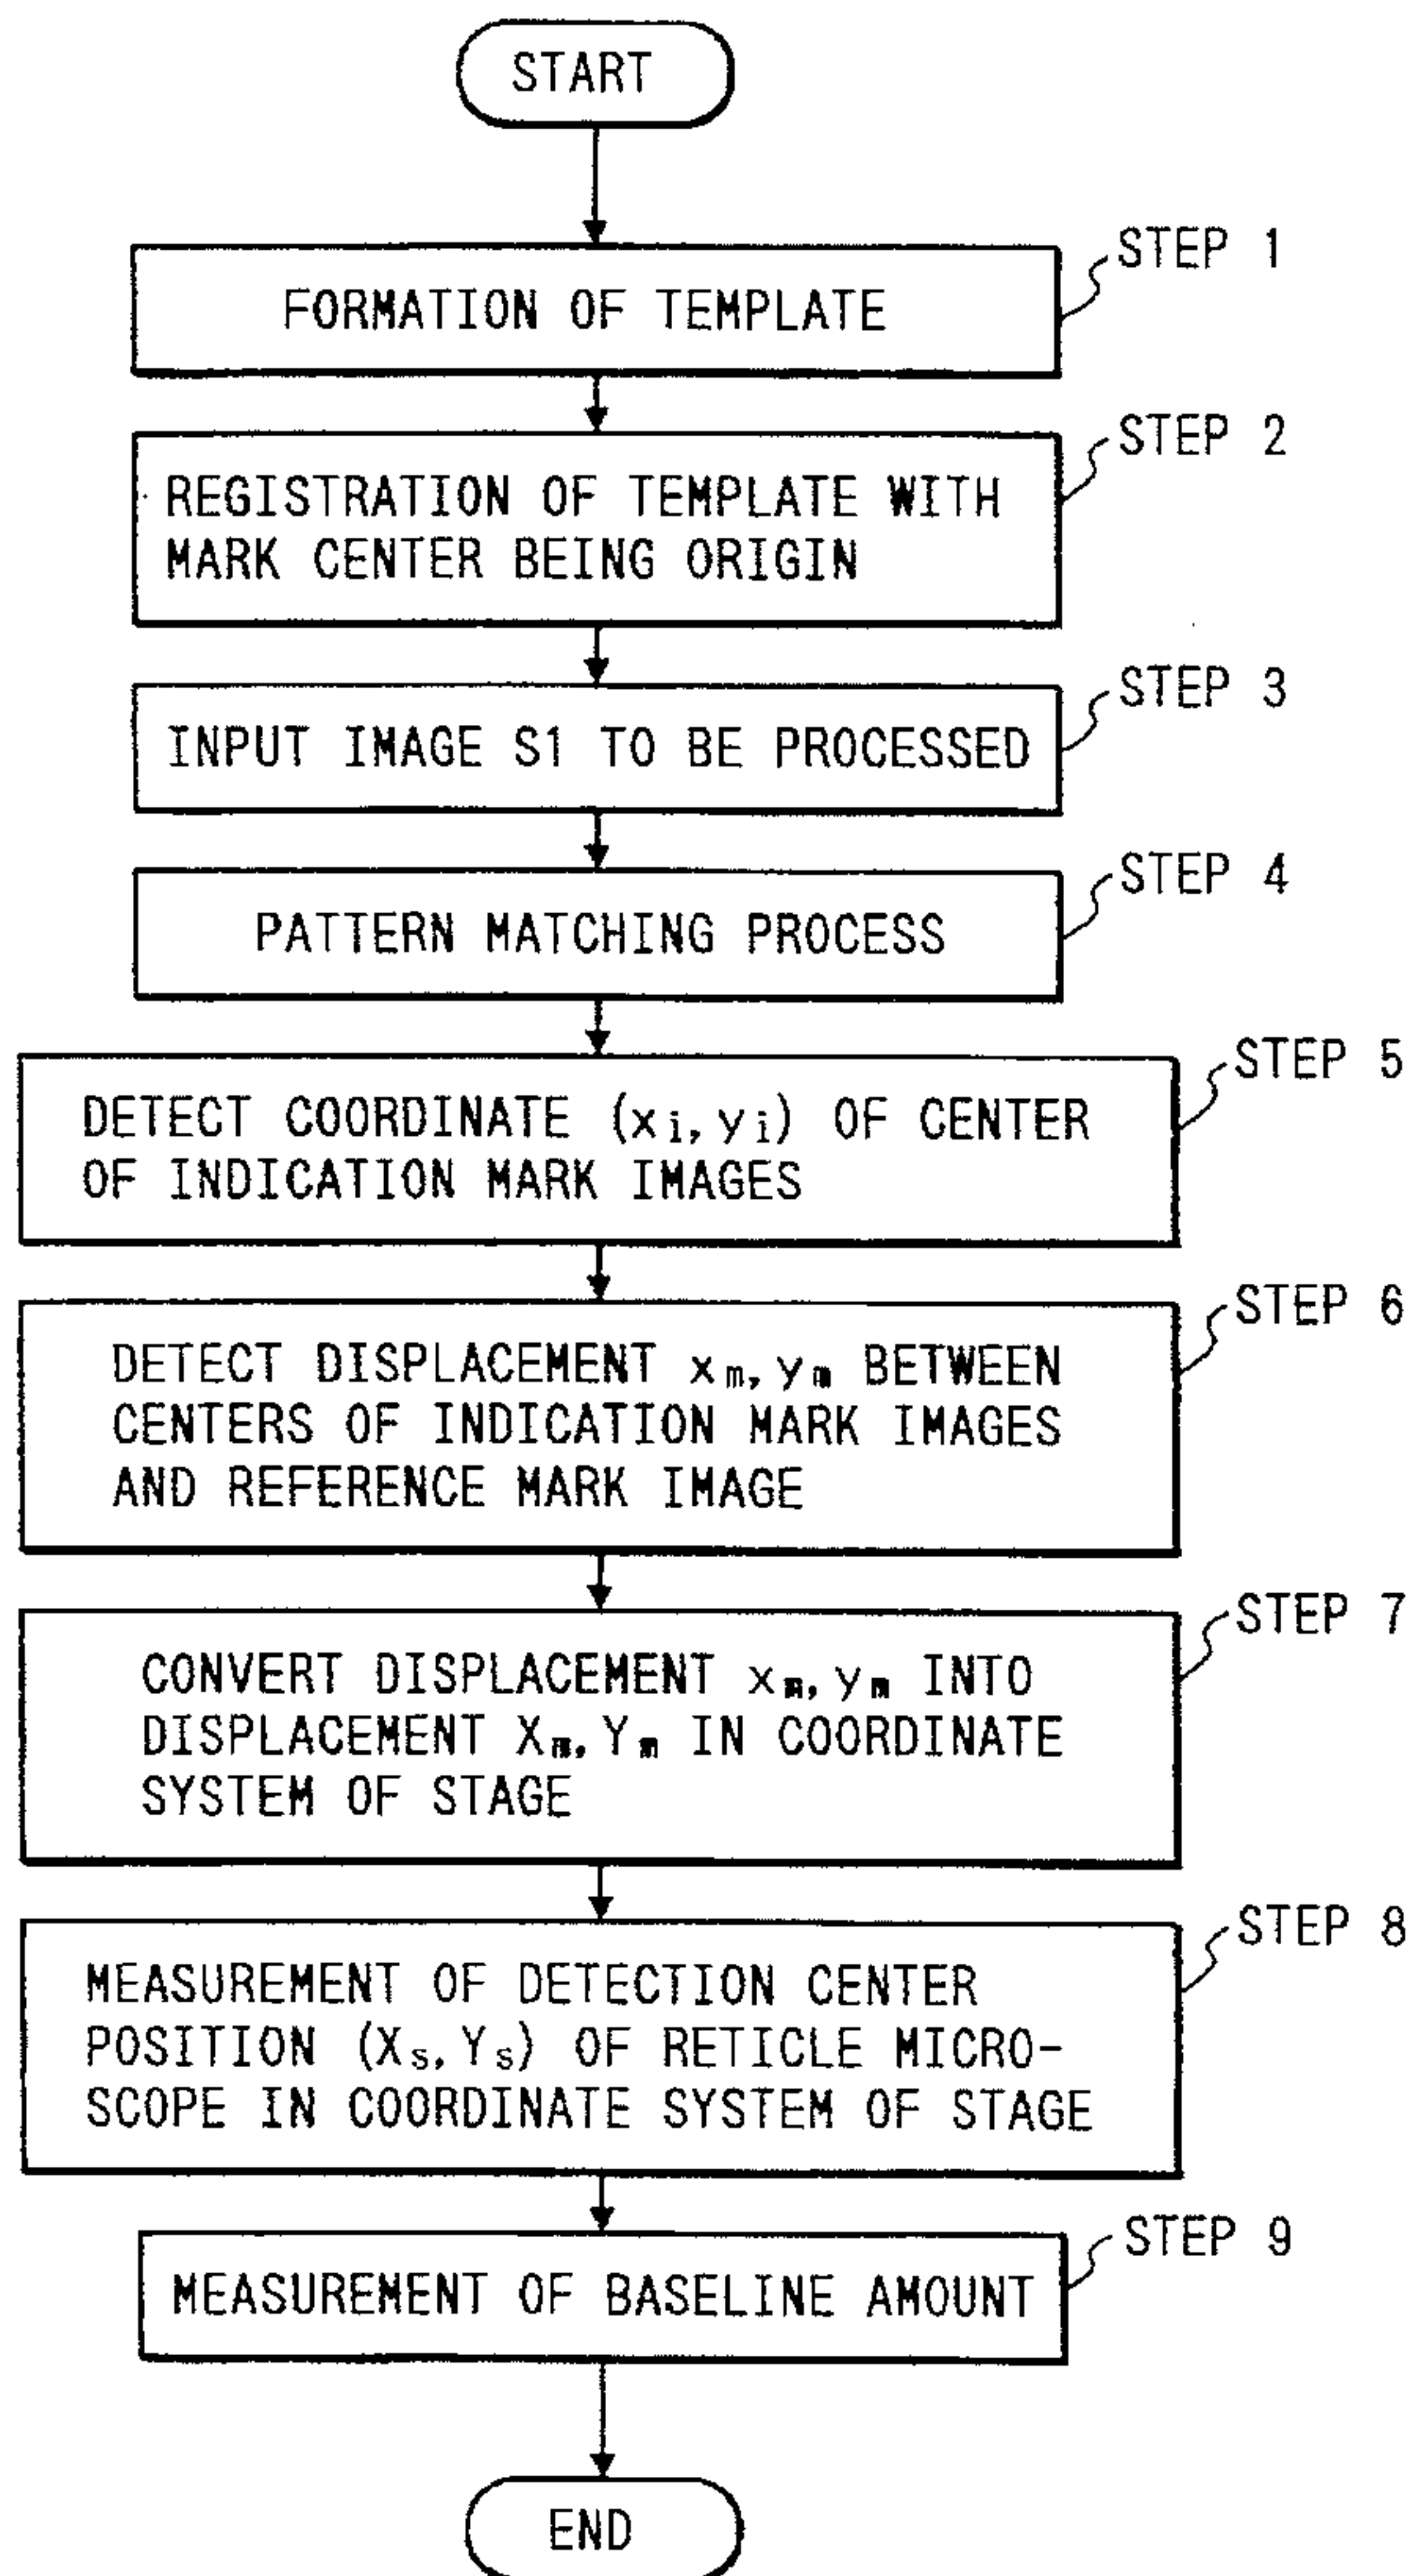 START
STEP 1
FORMATION OF TEMPLATE
STEP 2
REGISTRATION OF TEMPLATE WITH
MARK CENTER BEING ORIGIN
STEP 3
INPUT IMAGE S1 TO BE PROCESSED
STEP 4
PATTERN MATCHING PROCESS
STEP 5
DETECT COORDINATE (xi, yi) OF CENTER
OF INDICATION MARK IMAGES
STEP 6
DETECT DISPLACEMENT xm, ym BETWEEN
CENTERS OF INDICATION MARK IMAGES
AND REFERENCE MARK IMAGE
STEP 7
CONVERT DISPLACEMENT xm, ym INTO
DISPLACEMENT Xm, Ym IN COORDINATE
SYSTEM OF STAGE
STEP 8
MEASUREMENT OF DETECTION CENTER
POSITION (Xs, Ys) OF RETICLE MICRO-
SCOPE IN COORDINATE SYSTEM OF STAGE
STEP 9
MEASUREMENT OF BASELINE AMOUNT
END